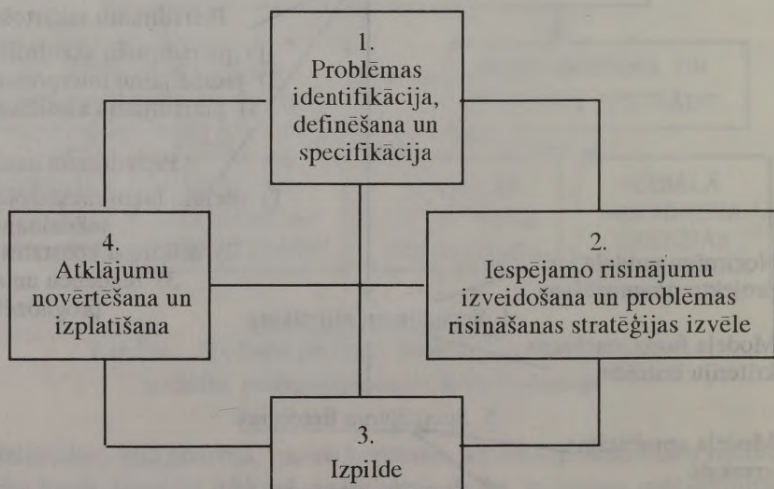 1.
Problēmas
identifikācija,
definēšana un
specifikācija
4.
Atklājumu
novērtēšana un
izplatīšana
2.
Iespējamo risinājumu
izveidošana un problēmas
risināšanas stratēģijas izvēle
3.
Izpilde